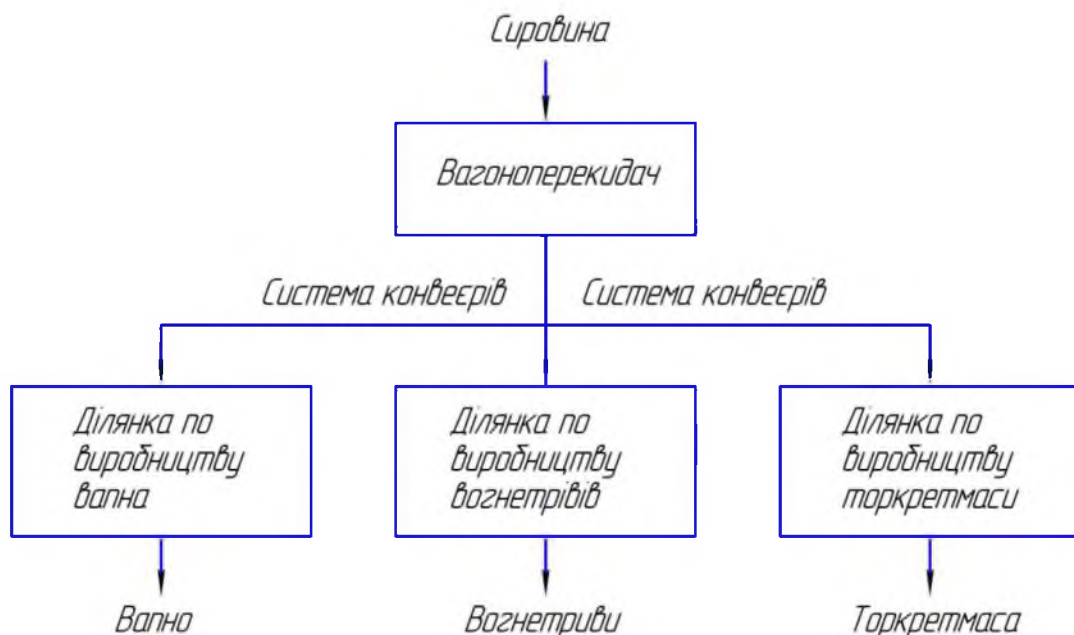 Сировина
Вагоноперекидач
Система конвеєрів
Система конвеєрів
Ділянка по
виробництву
вапна
Ділянка по
виробництву
вогнетрівів
Ділянка по
виробництву
торкретмаси
Вапно
Вогнетриви
Торкретмаса